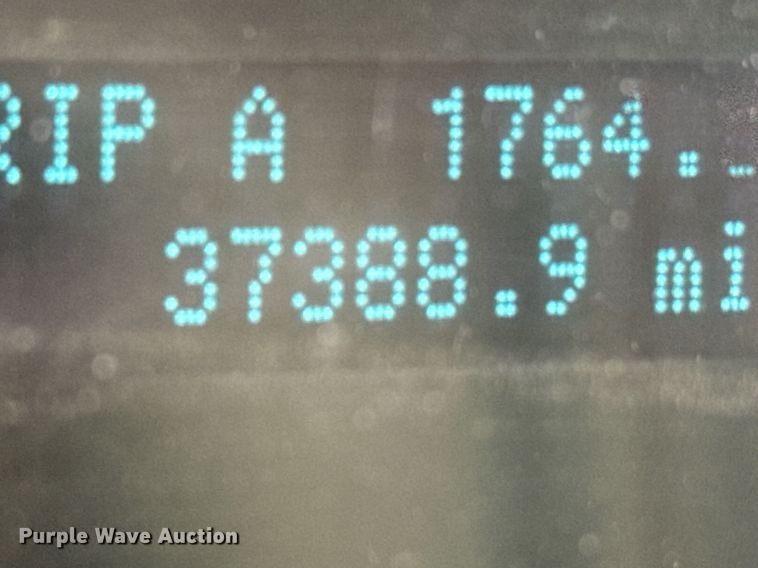 RIP A 1764.
37388.9 mi
Purple Wave Auction